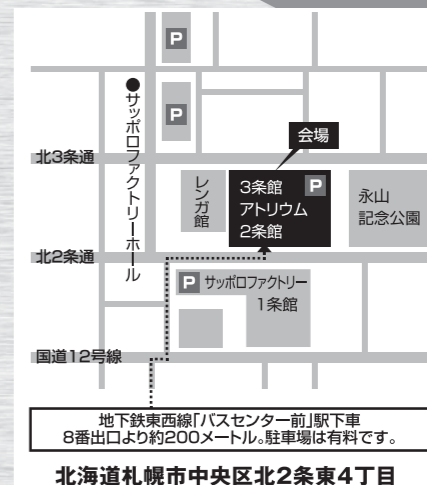 P
P
●サッポロファクトリーホール
会場
北3条通
レンガ館
3条館 P
アトリウム
2条館
永山
記念公園
北2条通
P サッポロファクトリー
1条館
国道12号線
地下鉄東西線「バスセンター前」駅下車
8番出口より約200メートル。駐車場は有料です。
北海道札幌市中央区北2条東4丁目